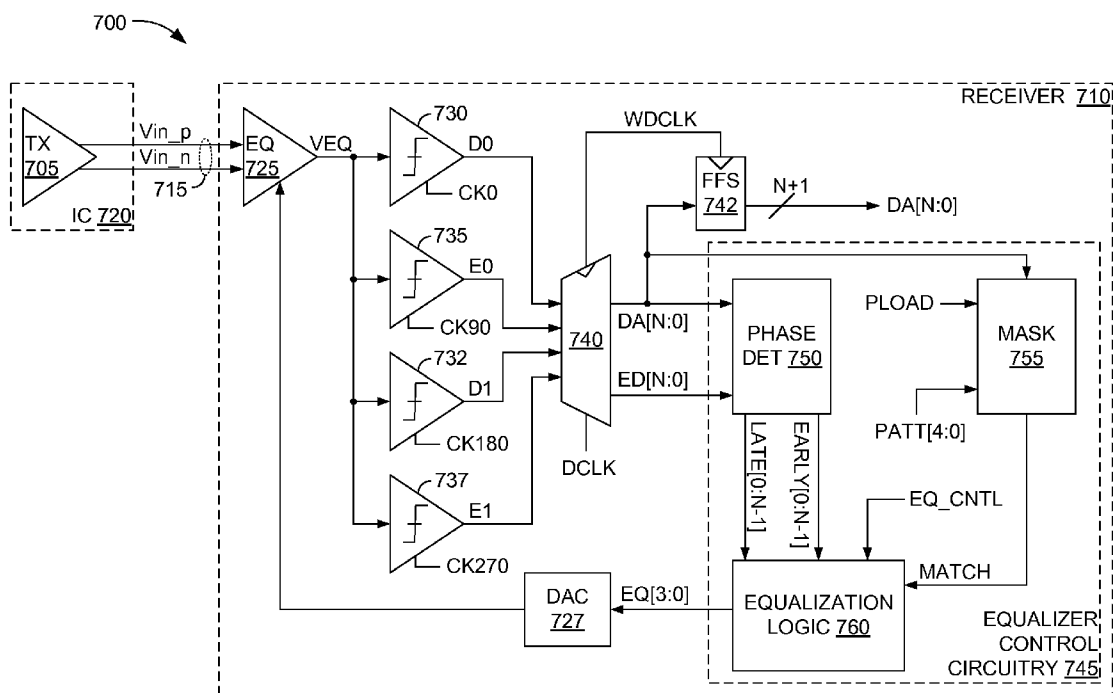 700
RECEIVER 710
TX
705
Vin_p
Vin_n
715
IC 720
EQ
725
VEQ
730
D0
CK0
735
E0
CK90
732
D1
CK180
737
E1
CK270
WDCLK
FFS
742
N+1
DA[N:0]
740
DA[N:0]
ED[N:0]
DCLK
PHASE
DET 750
PLOAD
MASK
755
PATT[4:0]
LATE[0:N-1]
EARLY[0:N-1]
EQ_CNTL
MATCH
DAC
727
EQ[3:0]
EQUALIZATION
LOGIC 760
EQUALIZER
CONTROL
CIRCUITRY 745